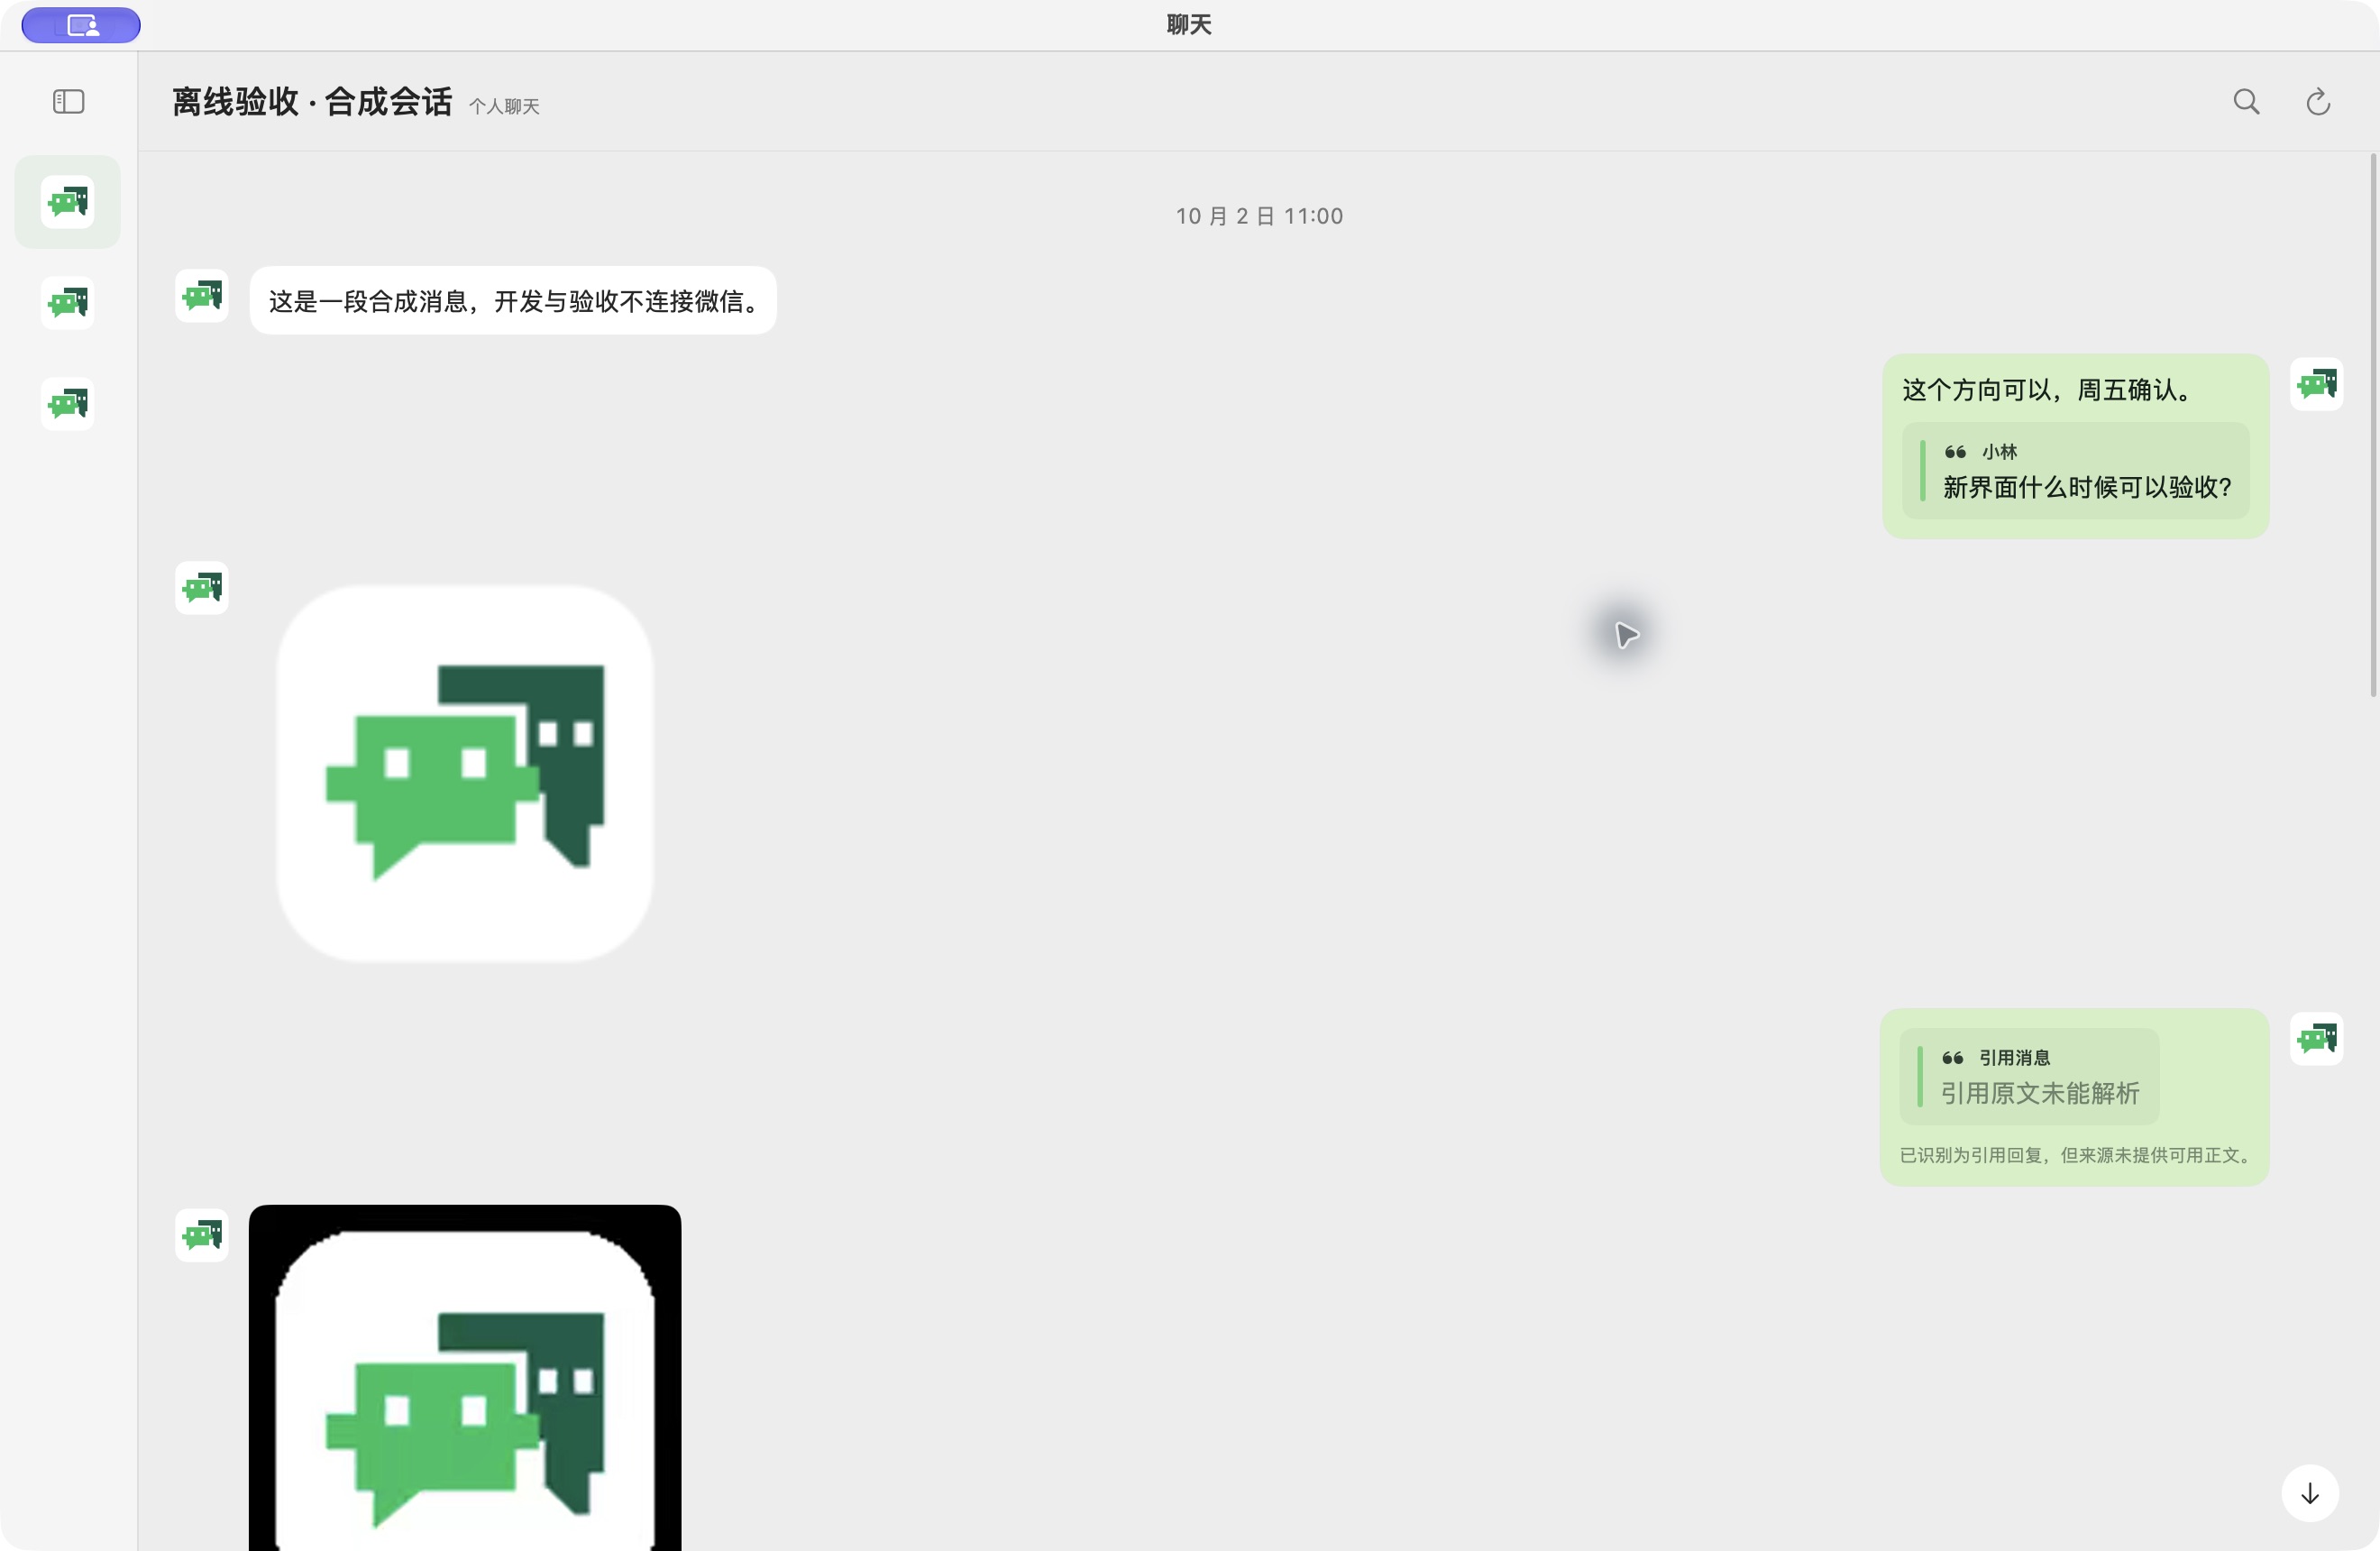 聊天
离线验收 · 合成会话 个人聊天
10 月 2 日 11:00
这是一段合成消息，开发与验收不连接微信。
这个方向可以，周五确认。
小林
新界面什么时候可以验收？
引用消息
引用原文未能解析
已识别为引用回复，但来源未提供可用正文。